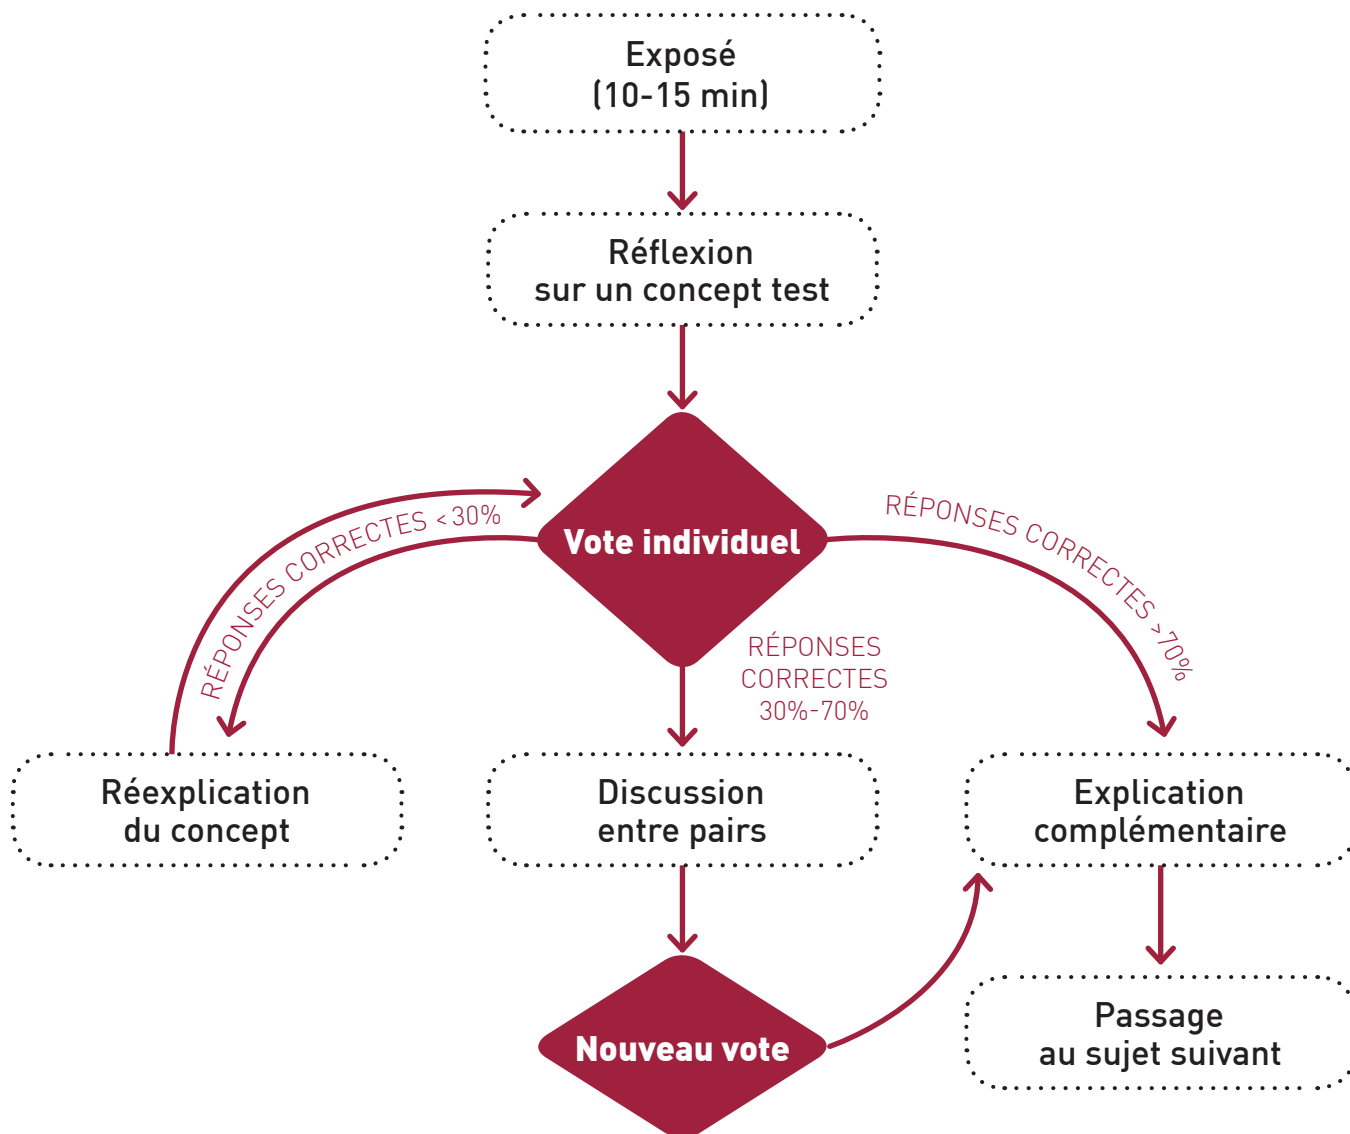 Exposé
(10-15 min)
Réflexion
sur un concept test
Vote individuel
RÉPONSES CORRECTES <30%
RÉPONSES CORRECTES >70%
RÉPONSES
CORRECTES
30%-70%
Réexplication
du concept
Discussion
entre pairs
Explication
complémentaire
Nouveau vote
Passage
au sujet suivant